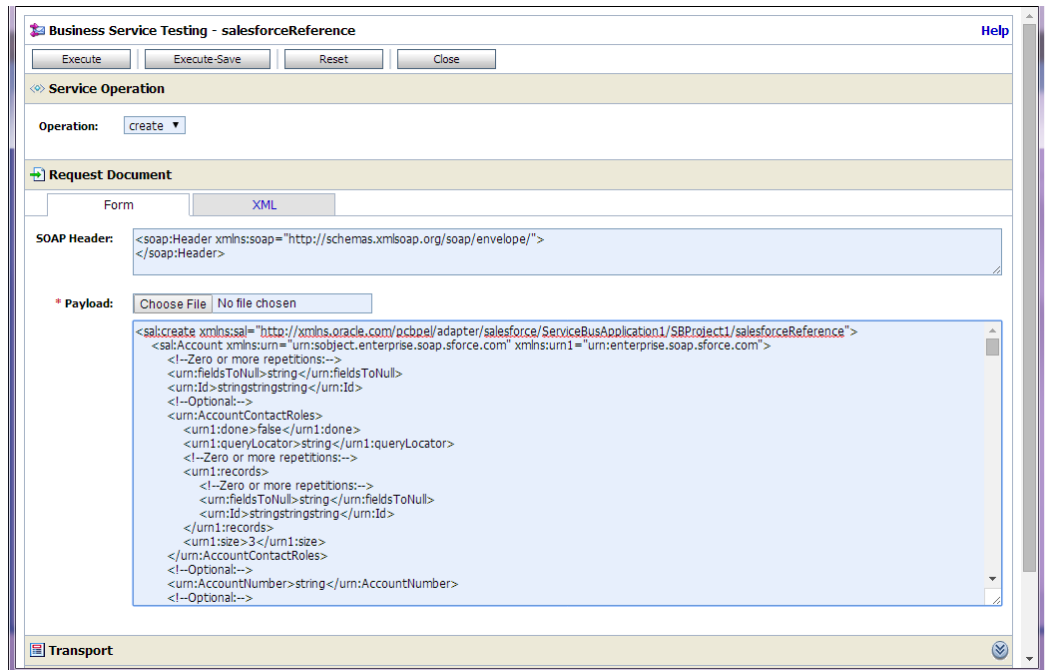 Business Service Testing - salesforceReference Help
Execute Execute-Save Reset Close
Service Operation
Operation: create
Request Document
Form XML
SOAP Header: <soap:Header xmlns:soap="http://schemas.xmlsoap.org/soap/envelope/">
</soap:Header>
* Payload: Choose File No file chosen
<sal:create xmlns:sal="http://xmlns.oracle.com/pcbpel/adapter/salesforce/ServiceBusApplication1/SBProject1/salesforceReference">
<sal:Account xmlns:urn="urn:sobject.enterprise.soap.sforce.com" xmlns:urn1="urn:enterprise.soap.sforce.com">
<!--Zero or more repetitions:-->
<urn:fieldsToNull>string</urn:fieldsToNull>
<urn:Id>stringstringstring</urn:Id>
<!--Optional:-->
<urn:AccountContactRoles>
<urn1:done>false</urn1:done>
<urn1:queryLocator>string</urn1:queryLocator>
<!--Zero or more repetitions:-->
<urn1:records>
<!--Zero or more repetitions:-->
<urn:fieldsToNull>string</urn:fieldsToNull>
<urn:Id>stringstringstring</urn:Id>
</urn1:records>
<urn1:size>3</urn1:size>
</urn:AccountContactRoles>
<!--Optional:-->
<urn:AccountNumber>string</urn:AccountNumber>
<!--Optional:-->
Transport